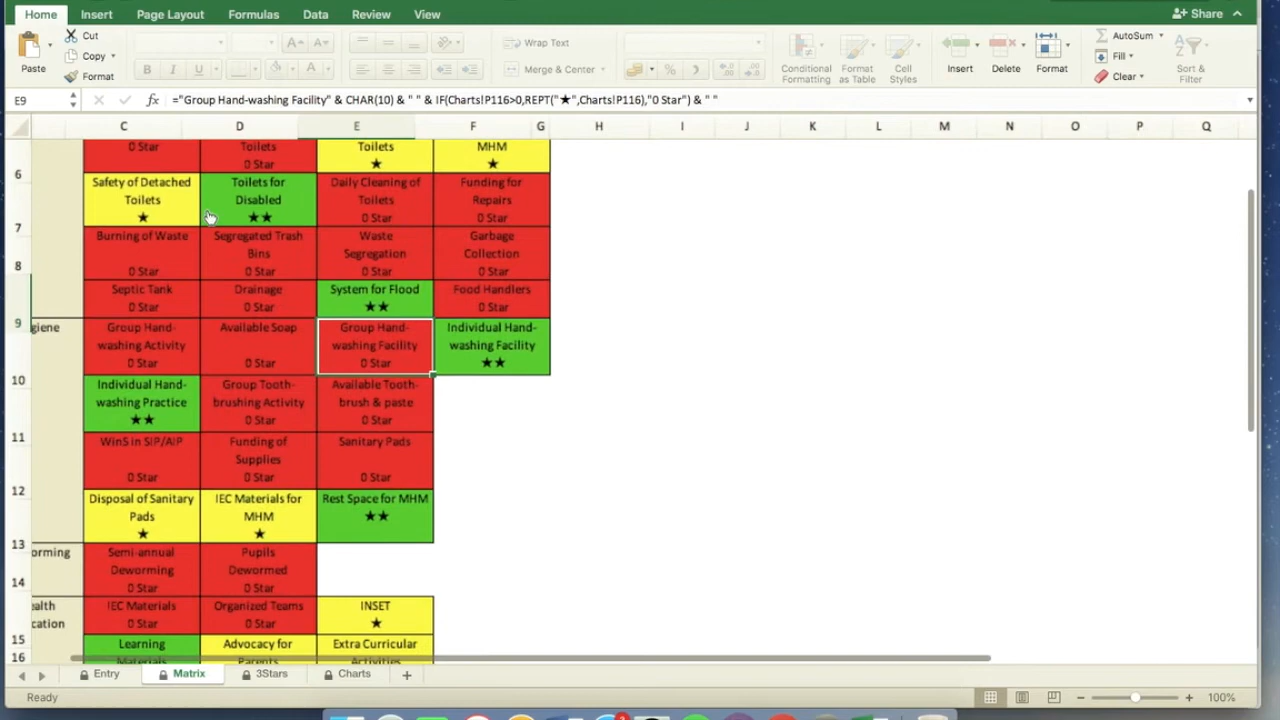 Home Insert Page Layout Formulas Data Review View Share
Cut AutoSum
Copy Wrap Text Fill
Paste Format B I U A Merge & Center % Conditional Formatting Format as Table Cell Styles Insert Delete Format Clear Sort & Filter
E9 fx ="Group Hand-washing Facility" & CHAR(10) & " " & IF(Charts!P116>0,REPT("★",Charts!P116),"0 Star") & " "
C D E F G H I J K L M N O P Q
0 Star Toilets 0 Star Toilets ★ MHM ★
6
Safety of Detached Toilets ★ Toilets for Disabled ★★ Daily Cleaning of Toilets 0 Star Funding for Repairs 0 Star
7
Burning of Waste 0 Star Segregated Trash Bins 0 Star Waste Segregation 0 Star Garbage Collection 0 Star
8
Septic Tank 0 Star Drainage 0 Star System for Flood ★★ Food Handlers 0 Star
9
giene Group Hand-washing Activity 0 Star Available Soap 0 Star Group Hand-washing Facility 0 Star Individual Hand-washing Facility ★★
10
Individual Hand-washing Practice ★★ Group Tooth-brushing Activity 0 Star Available Tooth-brush & paste 0 Star
11
WinS in SIP/AIP 0 Star Funding of Supplies 0 Star Sanitary Pads 0 Star
12
Disposal of Sanitary Pads ★ IEC Materials for MHM ★ Rest Space for MHM ★★
13
orming Semi-annual Deworming 0 Star Pupils Dewormed 0 Star
14
ealth cation IEC Materials 0 Star Organized Teams 0 Star INSET ★
15
Learning Materials Advocacy for Parents Extra Curricular Activities
16
Entry Matrix 3Stars Charts +
Ready 100%